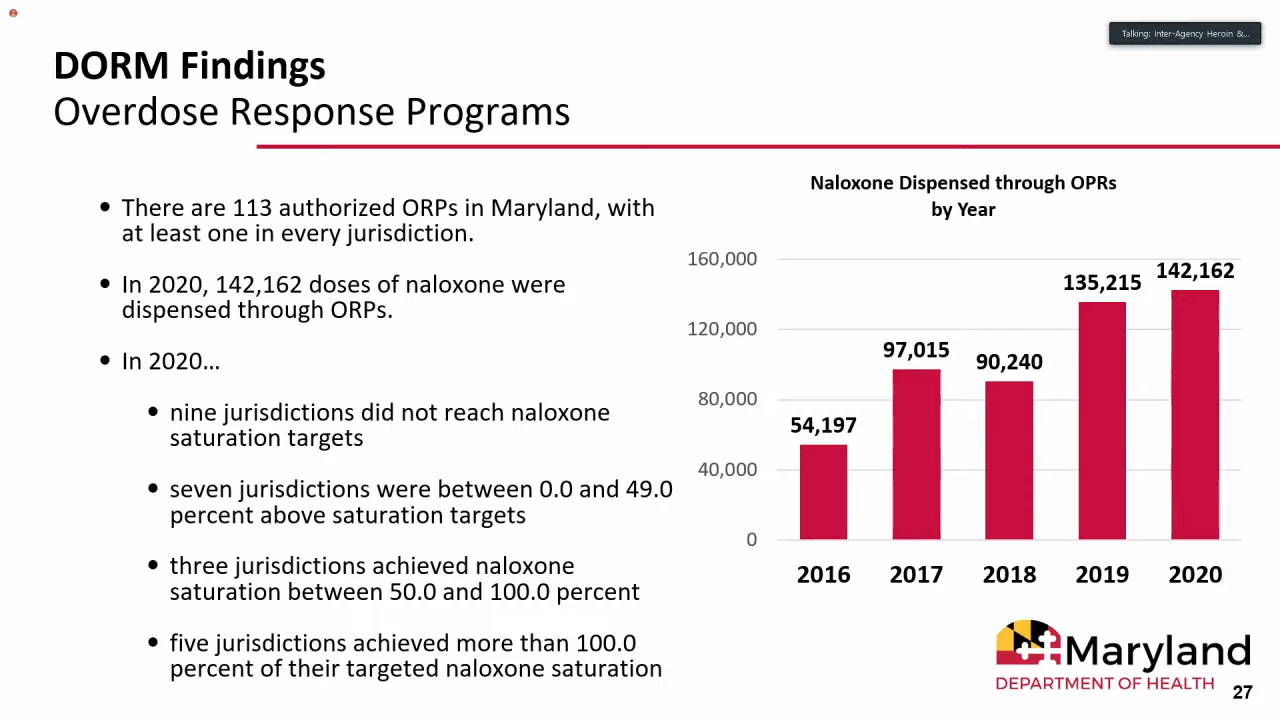 Talking: Inter-Agency Heroin &...
DORM Findings
Overdose Response Programs
• There are 113 authorized ORPs in Maryland, with
at least one in every jurisdiction.
• In 2020, 142,162 doses of naloxone were
dispensed through ORPs.
• In 2020…
• nine jurisdictions did not reach naloxone
saturation targets
• seven jurisdictions were between 0.0 and 49.0
percent above saturation targets
• three jurisdictions achieved naloxone
saturation between 50.0 and 100.0 percent
• five jurisdictions achieved more than 100.0
percent of their targeted naloxone saturation
Naloxone Dispensed through OPRs
by Year
160,000
120,000
80,000
40,000
0
54,197
97,015
90,240
135,215
142,162
2016
2017
2018
2019
2020
Maryland
DEPARTMENT OF HEALTH
27